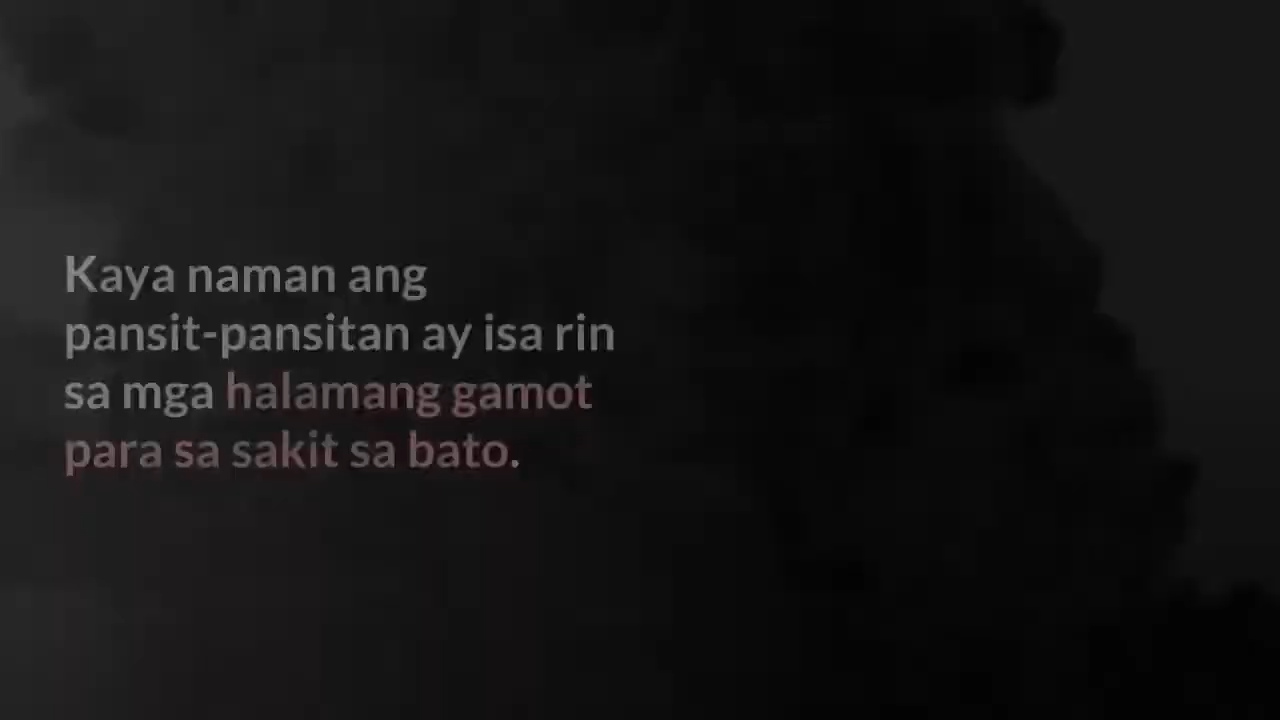 Kaya naman ang
pansit-pansitan ay isa rin
sa mga halamang gamot
para sa sakit sa bato.